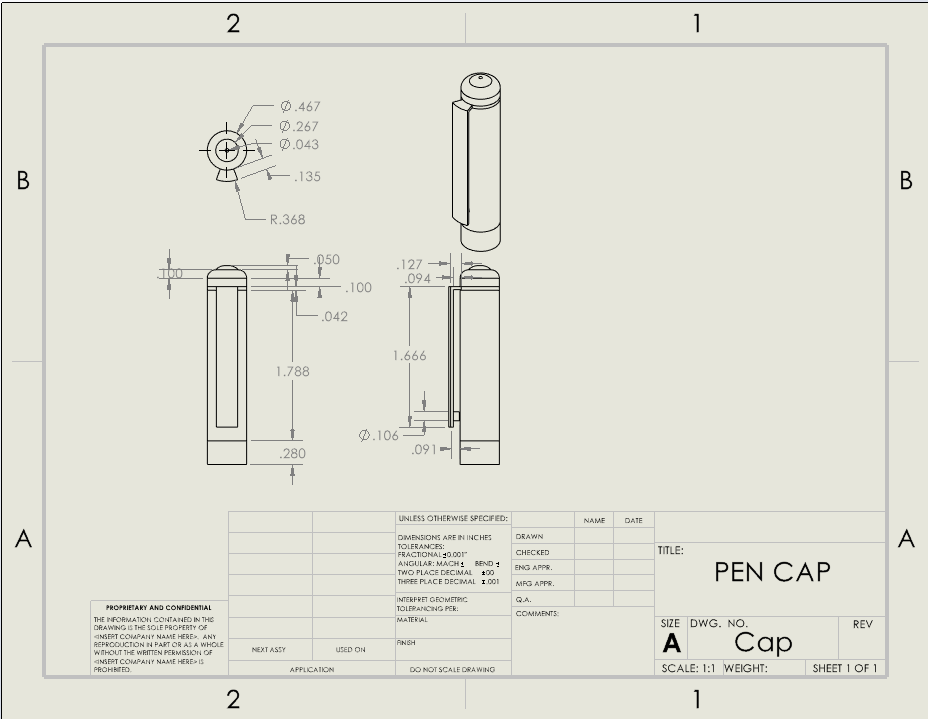 2 1
B B
Ø.467
Ø.267
Ø.043
.135
R.368
.050
.100
.100
.042
1.788
.280
.127
.094
1.666
Ø.106
.091
A A
UNLESS OTHERWISE SPECIFIED:
DIMENSIONS ARE IN INCHES
TOLERANCES:
FRACTIONAL ±0.001"
ANGULAR: MACH ± BEND ±
TWO PLACE DECIMAL ±00
THREE PLACE DECIMAL ±.001
INTERPRET GEOMETRIC
TOLERANCING PER:
MATERIAL
FINISH
DO NOT SCALE DRAWING
NAME DATE
DRAWN
CHECKED
ENG APPR.
MFG APPR.
Q.A.
COMMENTS:
TITLE:
PEN CAP
SIZE DWG. NO. REV
A Cap
SCALE: 1:1 WEIGHT: SHEET 1 OF 1
PROPRIETARY AND CONFIDENTIAL
THE INFORMATION CONTAINED IN THIS
DRAWING IS THE SOLE PROPERTY OF
<INSERT COMPANY NAME HERE>. ANY
REPRODUCTION IN PART OR AS A WHOLE
WITHOUT THE WRITTEN PERMISSION OF
<INSERT COMPANY NAME HERE> IS
PROHIBITED.
NEXT ASSY USED ON
APPLICATION
2 1